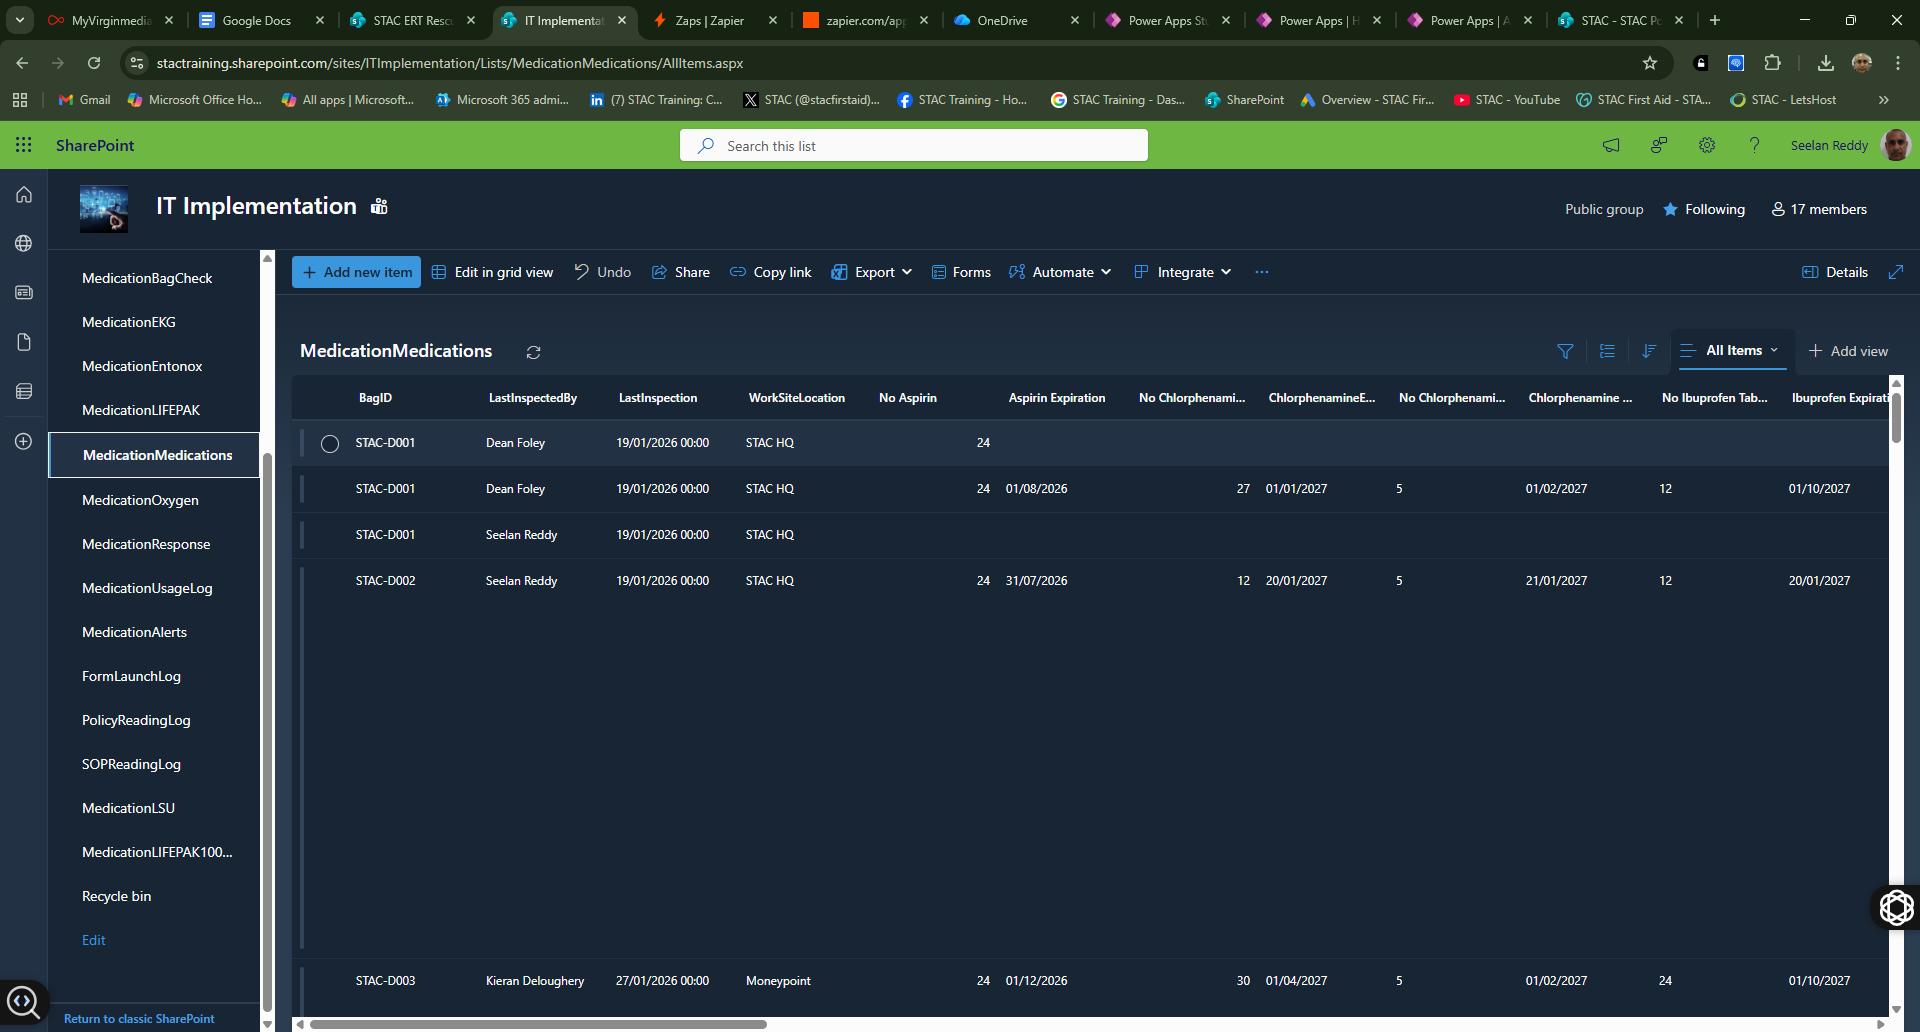 MyVirginmedia
Google Docs
STAC ERT Rescu
IT Implementat
Zaps | Zapier
zapier.com/app
OneDrive
Power Apps Stu
Power Apps | H
Power Apps | A
STAC - STAC Po
stactraining.sharepoint.com/sites/ITImplementation/Lists/MedicationMedications/AllItems.aspx
Gmail
Microsoft Office Ho...
All apps | Microsoft...
Microsoft 365 admi...
(7) STAC Training: C...
STAC (@stacfirstaid)...
STAC Training - Ho...
STAC Training - Das...
SharePoint
Overview - STAC Fir...
STAC - YouTube
STAC First Aid - STA...
STAC - LetsHost
SharePoint
Search this list
Seelan Reddy
IT Implementation
Public group
Following
17 members
MedicationBagCheck
MedicationEKG
MedicationEntonox
MedicationLIFEPAK
MedicationMedications
MedicationOxygen
MedicationResponse
MedicationUsageLog
MedicationAlerts
FormLaunchLog
PolicyReadingLog
SOPReadingLog
MedicationLSU
MedicationLIFEPAK100...
Recycle bin
Edit
Return to classic SharePoint
Add new item
Edit in grid view
Undo
Share
Copy link
Export
Forms
Automate
Integrate
Details
MedicationMedications
All Items
Add view
BagID LastInspectedBy LastInspection WorkSiteLocation No Aspirin Aspirin Expiration No Chlorphenami... ChlorphenamineE... No Chlorphenami... Chlorphenamine ... No Ibuprofen Tab... Ibuprofen Expirati
STAC-D001 Dean Foley 19/01/2026 00:00 STAC HQ 24
STAC-D001 Dean Foley 19/01/2026 00:00 STAC HQ 24 01/08/2026 27 01/01/2027 5 01/02/2027 12 01/10/2027
STAC-D001 Seelan Reddy 19/01/2026 00:00 STAC HQ
STAC-D002 Seelan Reddy 19/01/2026 00:00 STAC HQ 24 31/07/2026 12 20/01/2027 5 21/01/2027 12 20/01/2027
STAC-D003 Kieran Deloughery 27/01/2026 00:00 Moneypoint 24 01/12/2026 30 01/04/2027 5 01/02/2027 24 01/10/2027